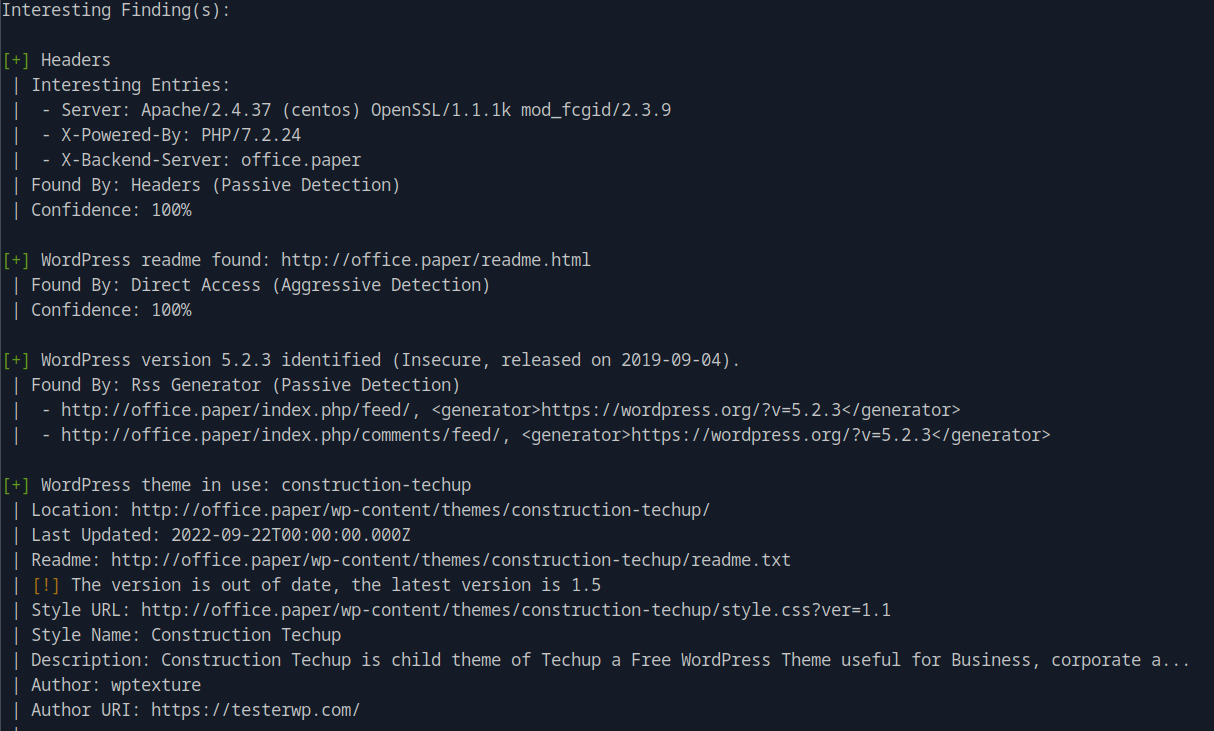 Interesting Finding(s):
[+] Headers
| Interesting Entries:
|  - Server: Apache/2.4.37 (centos) OpenSSL/1.1.1k mod_fcgid/2.3.9
|  - X-Powered-By: PHP/7.2.24
|  - X-Backend-Server: office.paper
| Found By: Headers (Passive Detection)
| Confidence: 100%
[+] WordPress readme found: http://office.paper/readme.html
| Found By: Direct Access (Aggressive Detection)
| Confidence: 100%
[+] WordPress version 5.2.3 identified (Insecure, released on 2019-09-04).
| Found By: Rss Generator (Passive Detection)
|  - http://office.paper/index.php/feed/, <generator>https://wordpress.org/?v=5.2.3</generator>
|  - http://office.paper/index.php/comments/feed/, <generator>https://wordpress.org/?v=5.2.3</generator>
[+] WordPress theme in use: construction-techup
| Location: http://office.paper/wp-content/themes/construction-techup/
| Last Updated: 2022-09-22T00:00:00.000Z
| Readme: http://office.paper/wp-content/themes/construction-techup/readme.txt
| [!] The version is out of date, the latest version is 1.5
| Style URL: http://office.paper/wp-content/themes/construction-techup/style.css?ver=1.1
| Style Name: Construction Techup
| Description: Construction Techup is child theme of Techup a Free WordPress Theme useful for Business, corporate a...
| Author: wptexture
| Author URI: https://testerwp.com/